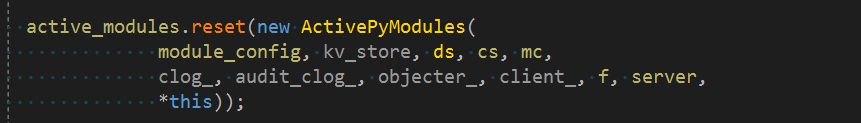 active_modules.reset(new ActivePyModules(
module_config, kv_store, ds, cs, mc,
clog_, audit_clog_, objecter_, client_, f, server,
*this));